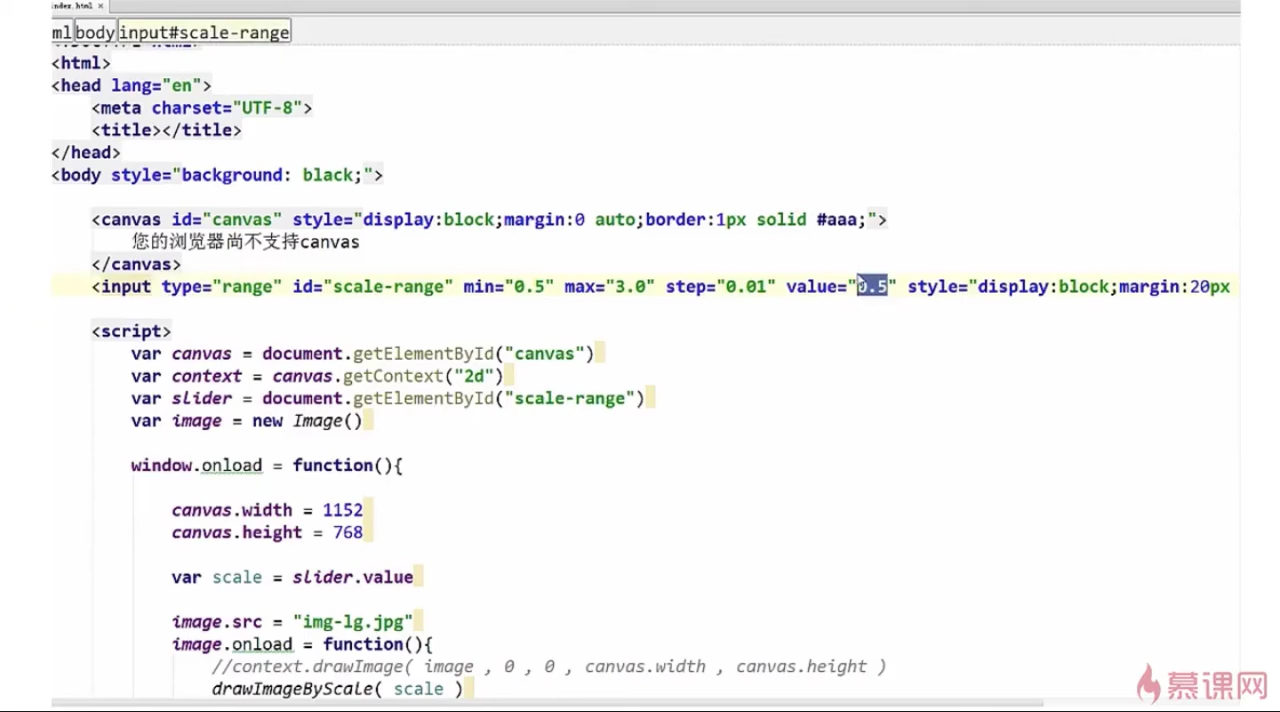 index.html ×
ml body input#scale-range
<!DOCTYPE html>
<html>
<head lang="en">
<meta charset="UTF-8">
<title></title>
</head>
<body style="background: black;">
<canvas id="canvas" style="display:block;margin:0 auto;border:1px solid #aaa;">
您的浏览器尚不支持canvas
</canvas>
<input type="range" id="scale-range" min="0.5" max="3.0" step="0.01" value="0.5" style="display:block;margin:20px
<script>
var canvas = document.getElementById("canvas")
var context = canvas.getContext("2d")
var slider = document.getElementById("scale-range")
var image = new Image()
window.onload = function(){
canvas.width = 1152
canvas.height = 768
var scale = slider.value
image.src = "img-lg.jpg"
image.onload = function(){
//context.drawImage( image , 0 , 0 , canvas.width , canvas.height )
drawImageByScale( scale )
慕课网